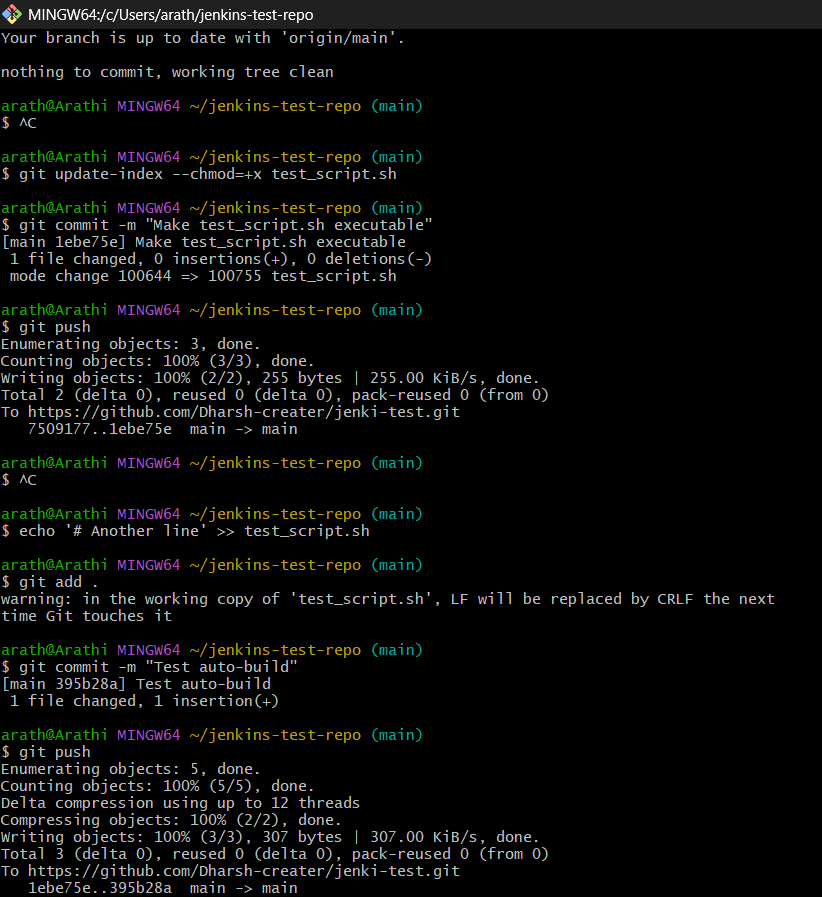 MINGW64:/c/Users/arath/jenkins-test-repo
Your branch is up to date with 'origin/main'.
nothing to commit, working tree clean
arath@Arathi MINGW64 ~/jenkins-test-repo (main)
$ ^C
arath@Arathi MINGW64 ~/jenkins-test-repo (main)
$ git update-index --chmod=+x test_script.sh
arath@Arathi MINGW64 ~/jenkins-test-repo (main)
$ git commit -m "Make test_script.sh executable"
[main 1ebe75e] Make test_script.sh executable
 1 file changed, 0 insertions(+), 0 deletions(-)
 mode change 100644 => 100755 test_script.sh
arath@Arathi MINGW64 ~/jenkins-test-repo (main)
$ git push
Enumerating objects: 3, done.
Counting objects: 100% (3/3), done.
Writing objects: 100% (2/2), 255 bytes | 255.00 KiB/s, done.
Total 2 (delta 0), reused 0 (delta 0), pack-reused 0 (from 0)
To https://github.com/Dharsh-creater/jenki-test.git
   7509177..1ebe75e  main -> main
arath@Arathi MINGW64 ~/jenkins-test-repo (main)
$ ^C
arath@Arathi MINGW64 ~/jenkins-test-repo (main)
$ echo '# Another line' >> test_script.sh
arath@Arathi MINGW64 ~/jenkins-test-repo (main)
$ git add .
warning: in the working copy of 'test_script.sh', LF will be replaced by CRLF the next
time Git touches it
arath@Arathi MINGW64 ~/jenkins-test-repo (main)
$ git commit -m "Test auto-build"
[main 395b28a] Test auto-build
 1 file changed, 1 insertion(+)
arath@Arathi MINGW64 ~/jenkins-test-repo (main)
$ git push
Enumerating objects: 5, done.
Counting objects: 100% (5/5), done.
Delta compression using up to 12 threads
Compressing objects: 100% (2/2), done.
Writing objects: 100% (3/3), 307 bytes | 307.00 KiB/s, done.
Total 3 (delta 0), reused 0 (delta 0), pack-reused 0 (from 0)
To https://github.com/Dharsh-creater/jenki-test.git
   1ebe75e..395b28a  main -> main